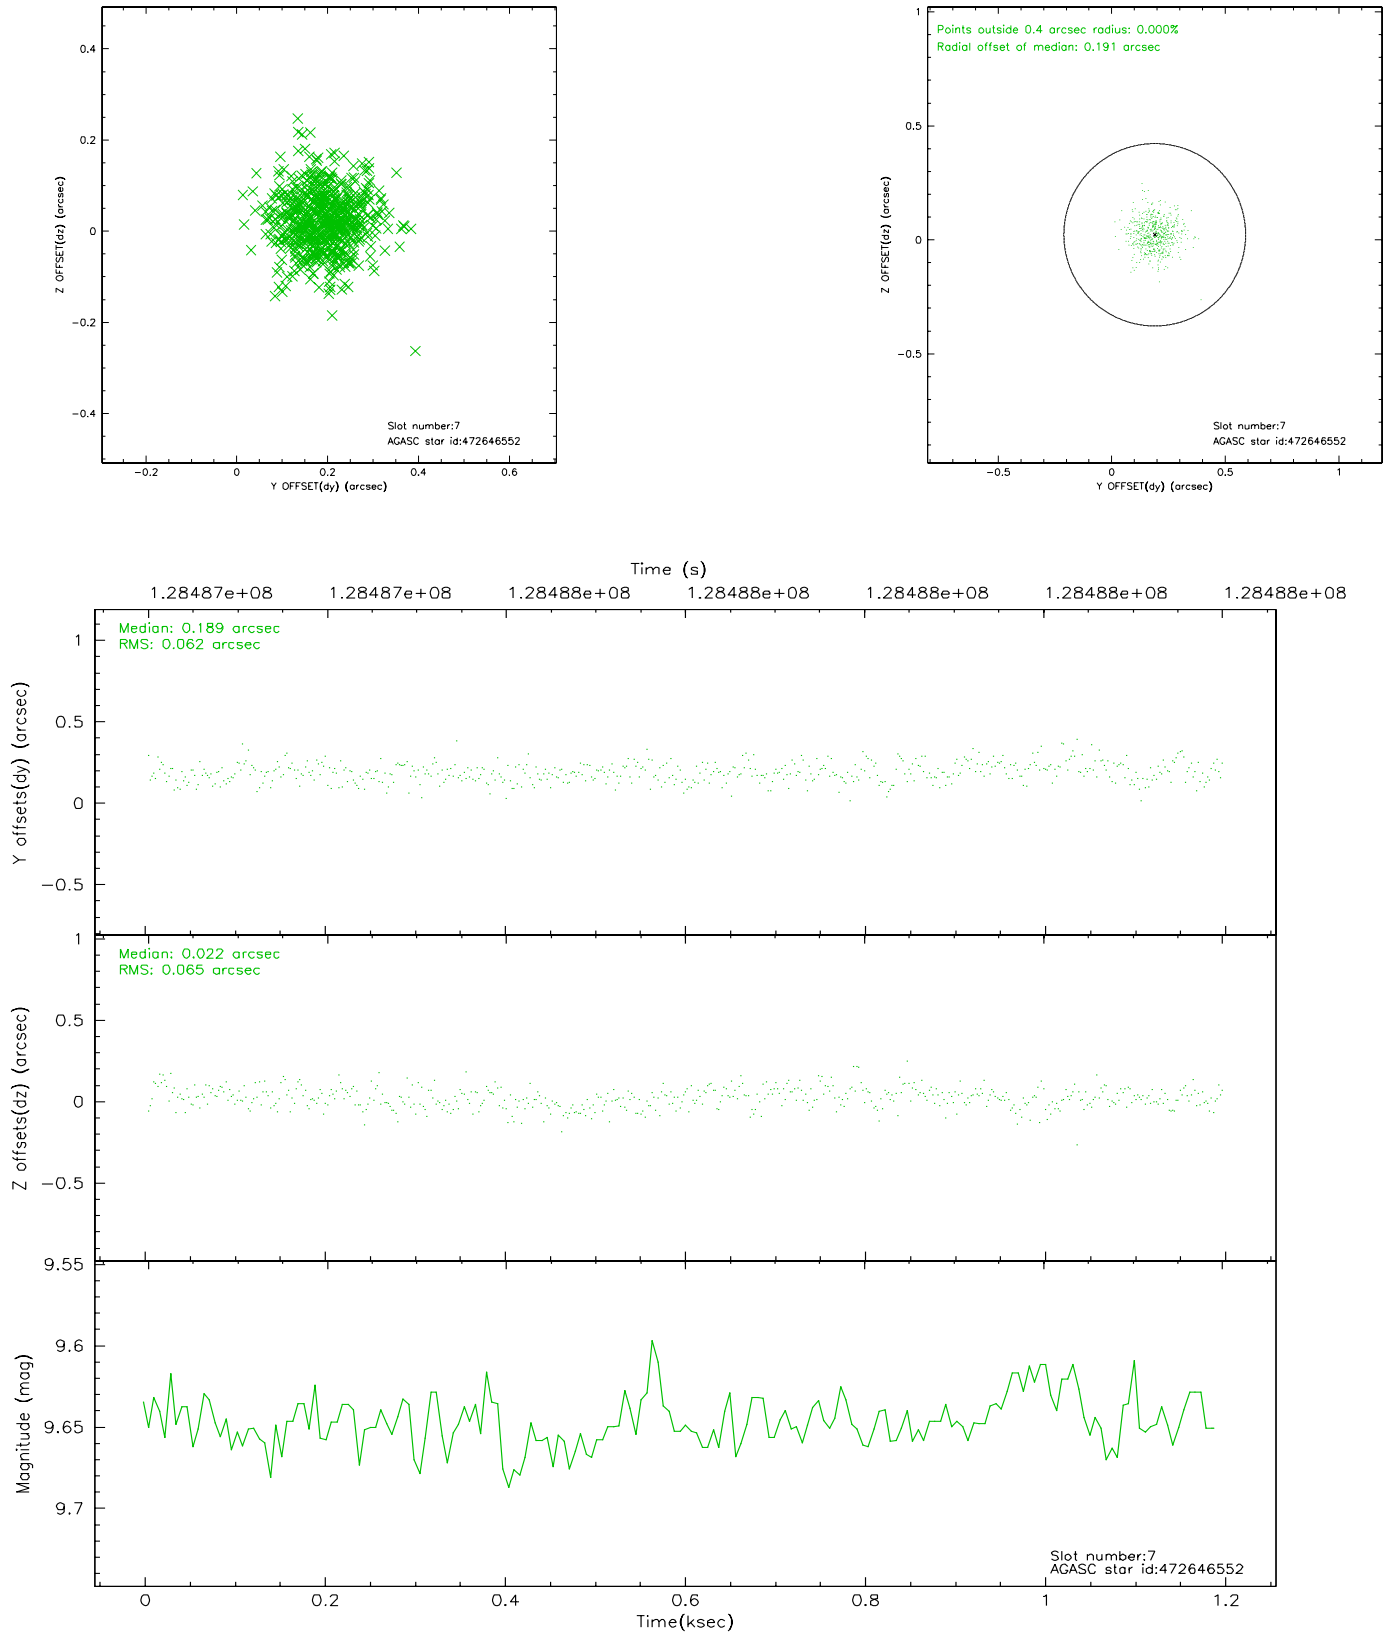 0.4
0.2
0
−0.2
−0.4
Z OFFSET(dz) (arcsec)
Slot number:7
AGASC star id:472646552
−0.2 0 0.2 0.4 0.6
Y OFFSET(dy) (arcsec)
Points outside 0.4 arcsec radius: 0.000%
Radial offset of median: 0.191 arcsec
1
0.5
0
−0.5
Z OFFSET(dz) (arcsec)
Slot number:7
AGASC star id:472646552
−0.5 0 0.5 1
Y OFFSET(dy) (arcsec)
Time (s)
1.28487e+08 1.28487e+08 1.28488e+08 1.28488e+08 1.28488e+08 1.28488e+08 1.28488e+08
Median: 0.189 arcsec
RMS: 0.062 arcsec
1
0.5
0
−0.5
Y offsets(dy) (arcsec)
Median: 0.022 arcsec
RMS: 0.065 arcsec
1
0.5
0
−0.5
Z offsets(dz) (arcsec)
9.55
9.6
9.65
9.7
Magnitude (mag)
Slot number:7
AGASC star id:472646552
0 0.2 0.4 0.6 0.8 1 1.2
Time(ksec)